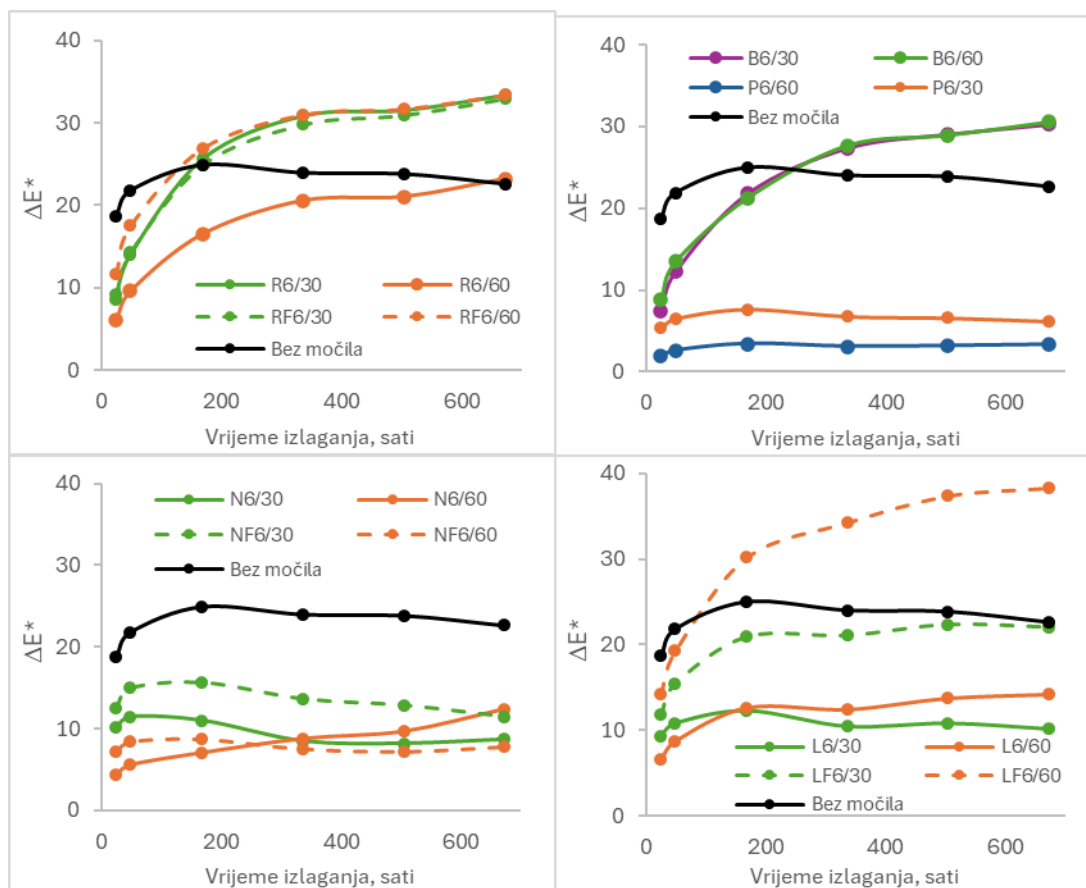 40
30
20
10
0
ΔE*
R6/30 R6/60
RF6/30 RF6/60
Bez močila
0 200 400 600
Vrijeme izlaganja, sati
40
30
20
10
0
ΔE*
B6/30 B6/60
P6/60 P6/30
Bez močila
0 200 400 600
Vrijeme izlaganja, sati
40
30
20
10
0
ΔE*
N6/30 N6/60
NF6/30 NF6/60
Bez močila
0 200 400 600
Vrijeme izlaganja, sati
40
30
20
10
0
ΔE*
L6/30 L6/60
LF6/30 LF6/60
Bez močila
0 200 400 600
Vrijeme izlaganja, sati